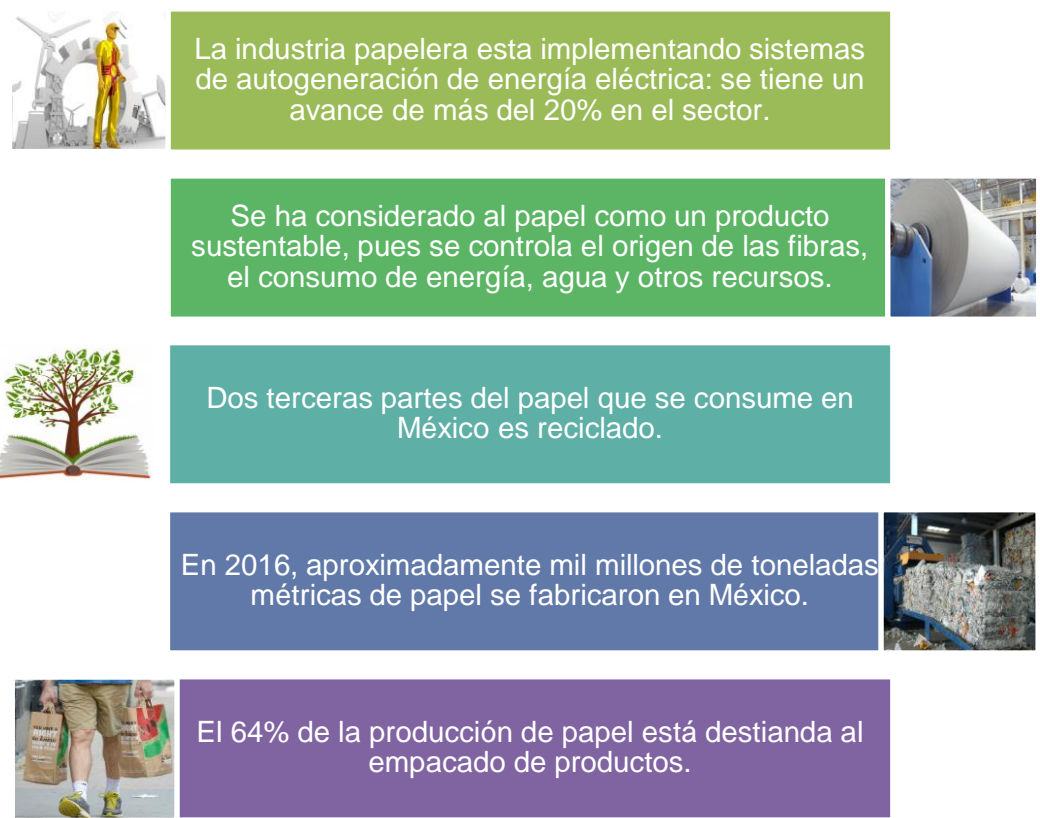 La industria papelera esta implementando sistemas
de autogeneración de energía eléctrica: se tiene un
avance de más del 20% en el sector.
Se ha considerado al papel como un producto
sustentable, pues se controla el origen de las fibras,
el consumo de energía, agua y otros recursos.
Dos terceras partes del papel que se consume en
México es reciclado.
En 2016, aproximadamente mil millones de toneladas
métricas de papel se fabricaron en México.
El 64% de la producción de papel está destianda al
empacado de productos.